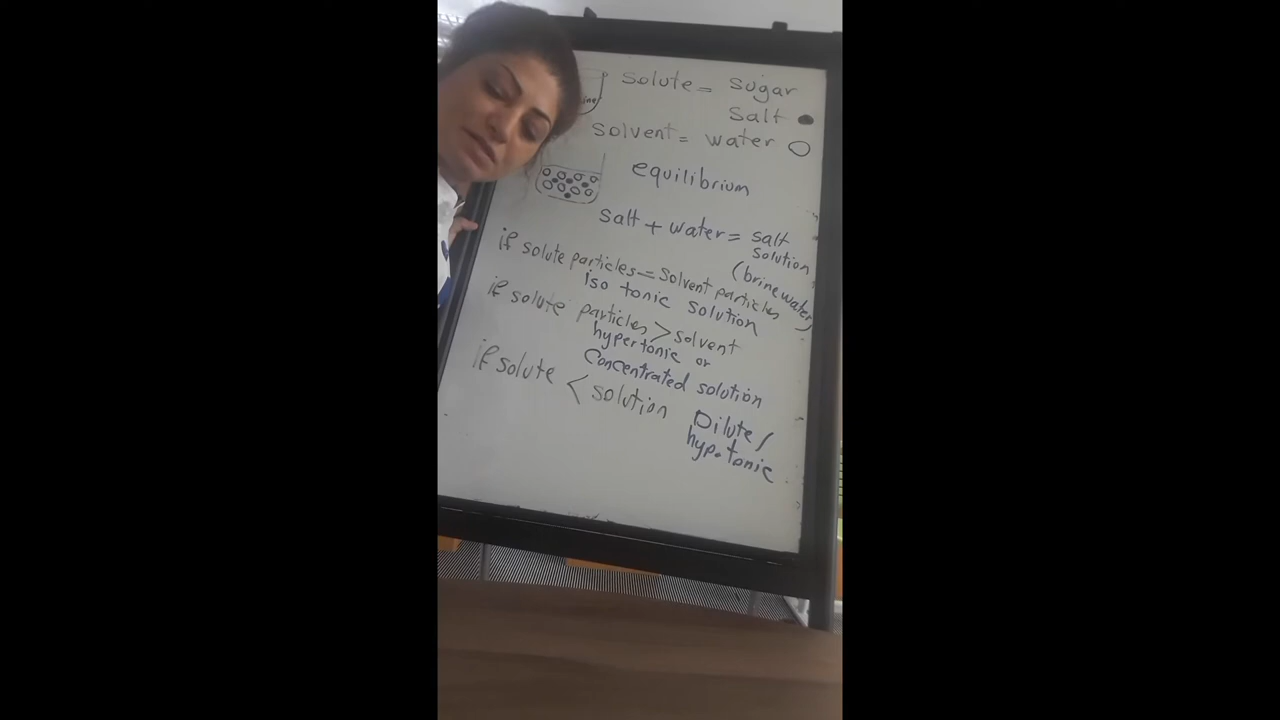 solute = sugar
salt
solvent = water
equilibrium
salt + water = salt
solution
(brine water)
if solute particles = solvent particles
iso tonic solution
if solute particles > solvent
hypertonic or
Concentrated solution
if solute < solution
Dilute/
hypotonic